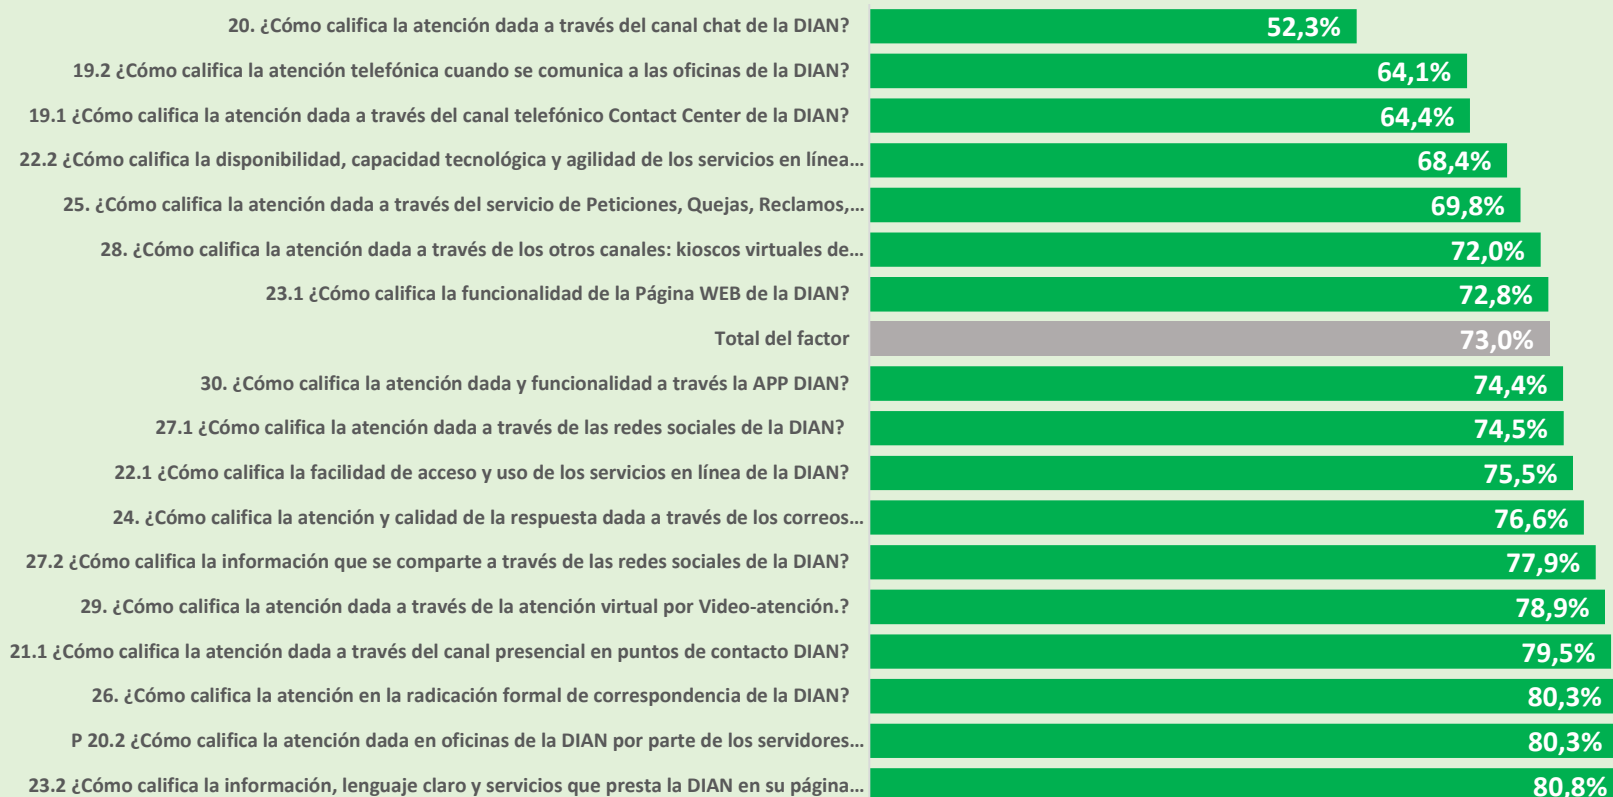 20. ¿Cómo califica la atención dada a través del canal chat de la DIAN? 52,3%
19.2 ¿Cómo califica la atención telefónica cuando se comunica a las oficinas de la DIAN? 64,1%
19.1 ¿Cómo califica la atención dada a través del canal telefónico Contact Center de la DIAN? 64,4%
22.2 ¿Cómo califica la disponibilidad, capacidad tecnológica y agilidad de los servicios en línea… 68,4%
25. ¿Cómo califica la atención dada a través del servicio de Peticiones, Quejas, Reclamos,… 69,8%
28. ¿Cómo califica la atención dada a través de los otros canales: kioscos virtuales de… 72,0%
23.1 ¿Cómo califica la funcionalidad de la Página WEB de la DIAN? 72,8%
Total del factor 73,0%
30. ¿Cómo califica la atención dada y funcionalidad a través la APP DIAN? 74,4%
27.1 ¿Cómo califica la atención dada a través de las redes sociales de la DIAN? 74,5%
22.1 ¿Cómo califica la facilidad de acceso y uso de los servicios en línea de la DIAN? 75,5%
24. ¿Cómo califica la atención y calidad de la respuesta dada a través de los correos… 76,6%
27.2 ¿Cómo califica la información que se comparte a través de las redes sociales de la DIAN? 77,9%
29. ¿Cómo califica la atención dada a través de la atención virtual por Video-atención.? 78,9%
21.1 ¿Cómo califica la atención dada a través del canal presencial en puntos de contacto DIAN? 79,5%
26. ¿Cómo califica la atención en la radicación formal de correspondencia de la DIAN? 80,3%
P 20.2 ¿Cómo califica la atención dada en oficinas de la DIAN por parte de los servidores… 80,3%
23.2 ¿Cómo califica la información, lenguaje claro y servicios que presta la DIAN en su página… 80,8%